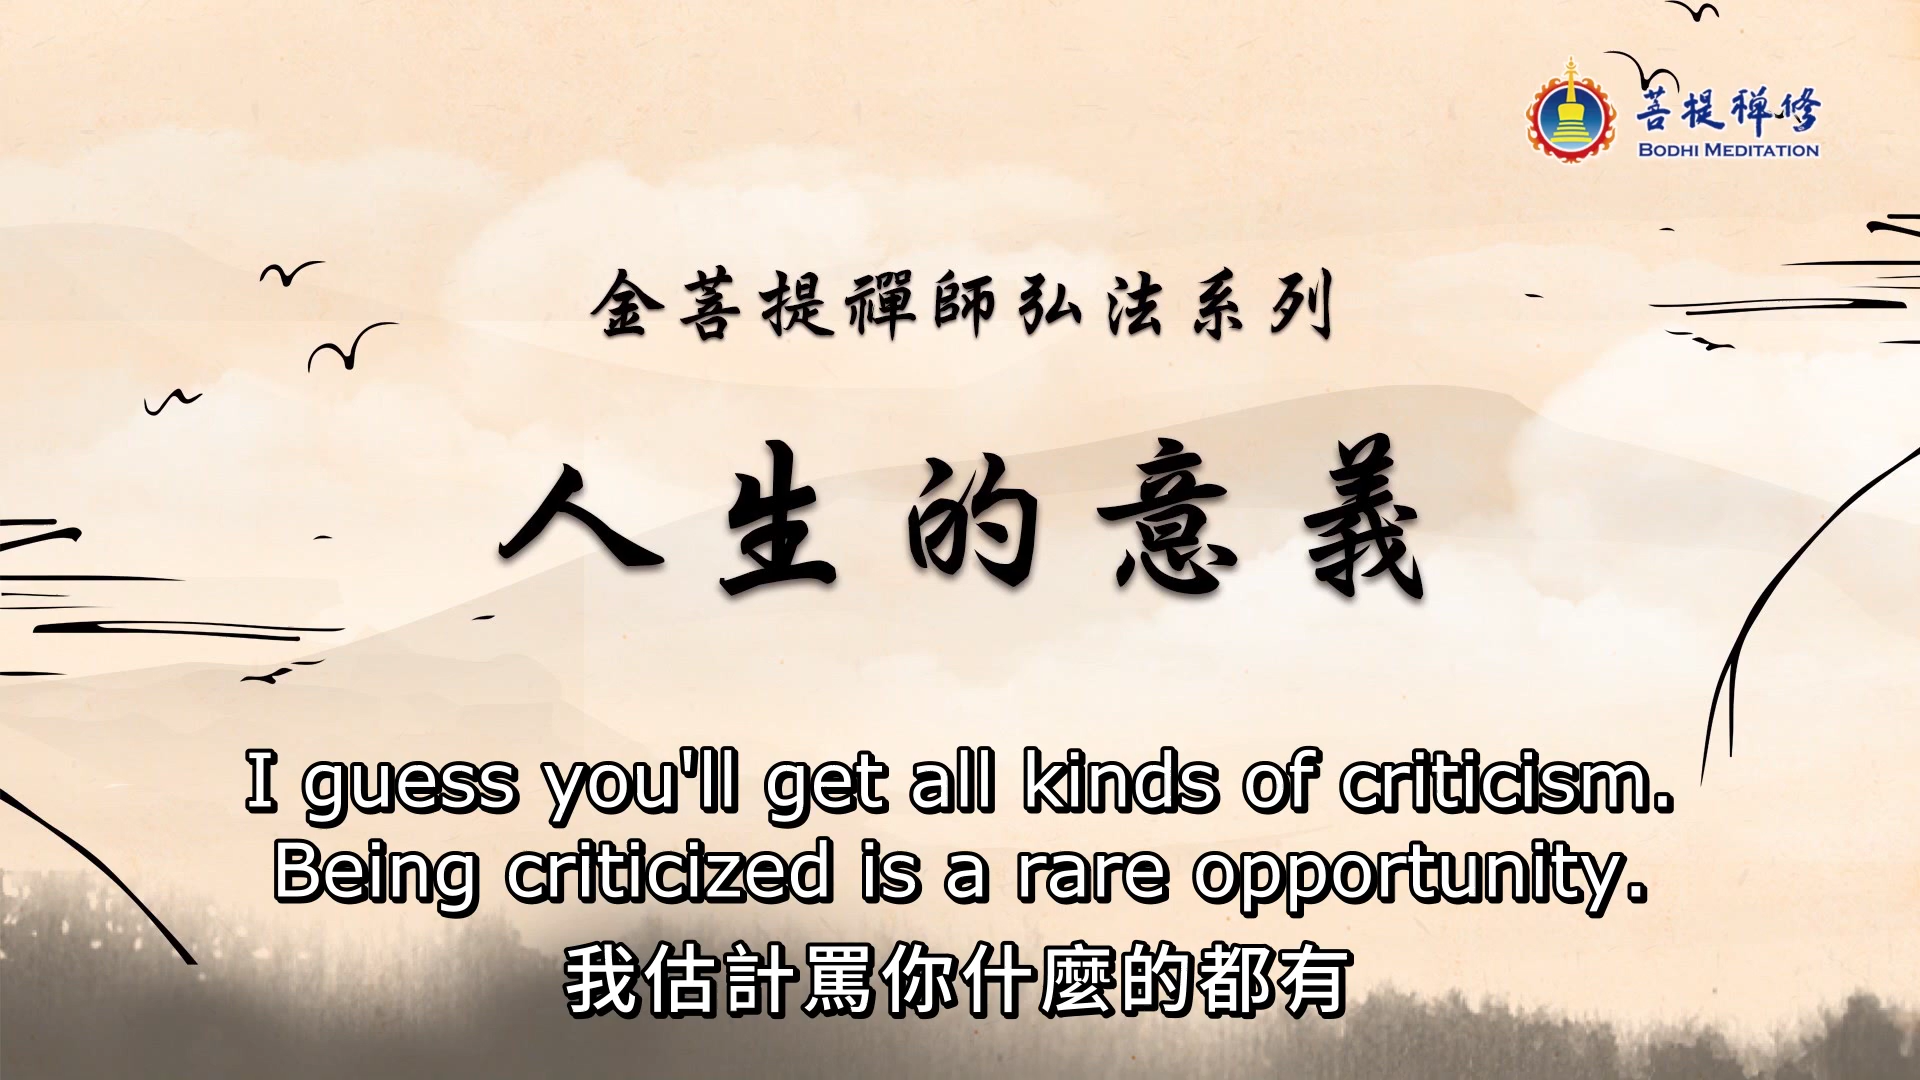 菩提禪修
BODHI MEDITATION
金菩提禪師弘法系列
人生的意義
I guess you'll get all kinds of criticism.
Being criticized is a rare opportunity.
我估計罵你什麼的都有